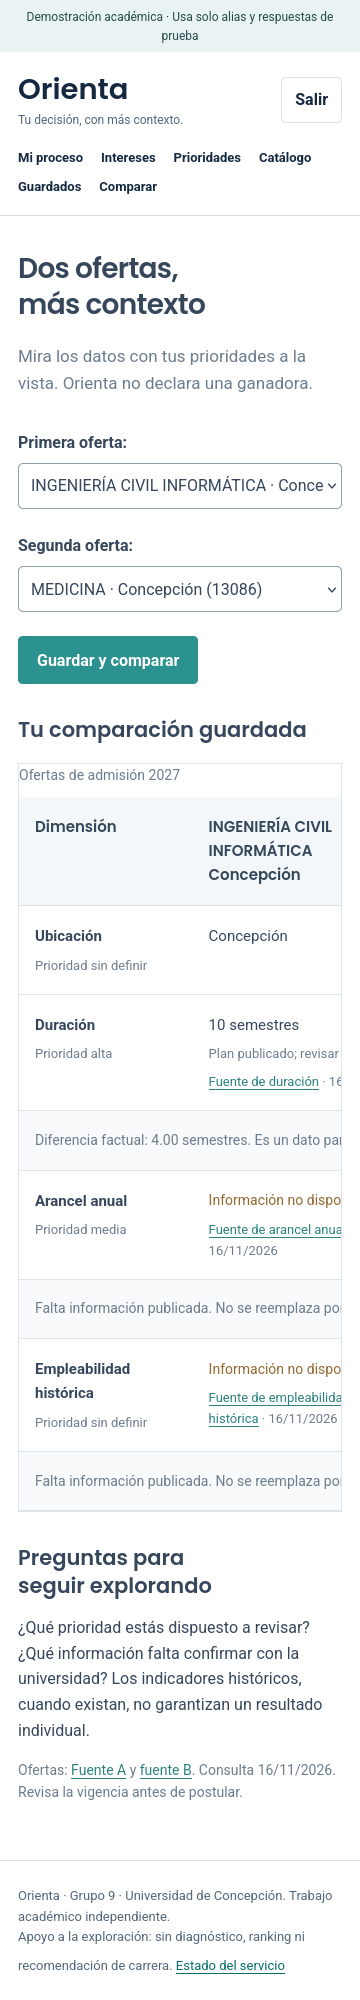 Demostración académica · Usa solo alias y respuestas de
prueba
Orienta
Salir
Tu decisión, con más contexto.
Mi proceso Intereses Prioridades Catálogo
Guardados Comparar
Dos ofertas,
más contexto
Mira los datos con tus prioridades a la
vista. Orienta no declara una ganadora.
Primera oferta:
INGENIERÍA CIVIL INFORMÁTICA · Conce
Segunda oferta:
MEDICINA · Concepción (13086)
Guardar y comparar
Tu comparación guardada
Ofertas de admisión 2027
Dimensión
INGENIERÍA CIVIL
INFORMÁTICA
Concepción
Ubicación
Concepción
Prioridad sin definir
Duración
10 semestres
Prioridad alta
Plan publicado; revisar
Fuente de duración · 16
Diferencia factual: 4.00 semestres. Es un dato par
Arancel anual
Información no dispo
Prioridad media
Fuente de arancel anua
16/11/2026
Falta información publicada. No se reemplaza po
Empleabilidad
histórica
Información no dispo
Prioridad sin definir
Fuente de empleabilida
histórica · 16/11/2026
Falta información publicada. No se reemplaza po
Preguntas para
seguir explorando
¿Qué prioridad estás dispuesto a revisar?
¿Qué información falta confirmar con la
universidad? Los indicadores históricos,
cuando existan, no garantizan un resultado
individual.
Ofertas: Fuente A y fuente B. Consulta 16/11/2026.
Revisa la vigencia antes de postular.
Orienta · Grupo 9 · Universidad de Concepción. Trabajo
académico independiente.
Apoyo a la exploración: sin diagnóstico, ranking ni
recomendación de carrera. Estado del servicio